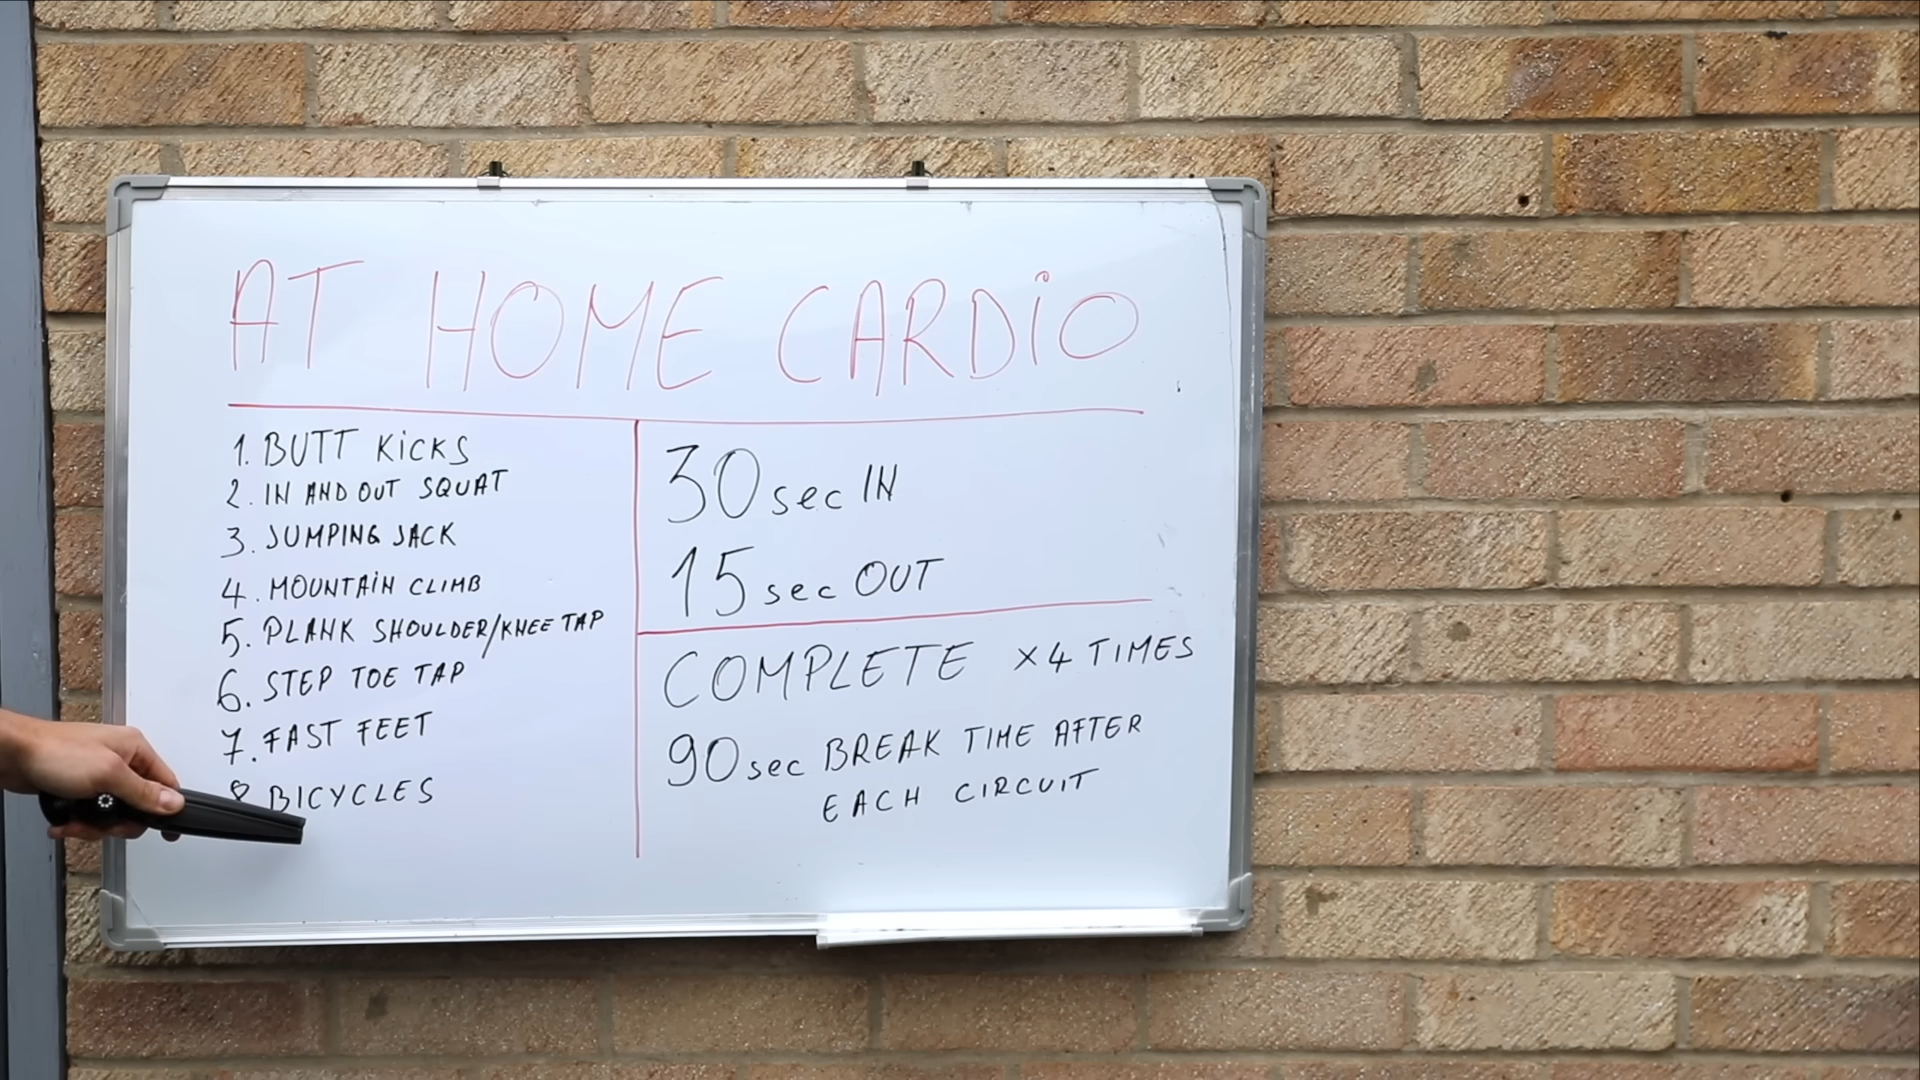 AT HOME CARDIO
1. BUTT KICKS
2. IN AND OUT SQUAT
3. JUMPING JACK
4. MOUNTAIN CLIMB
5. PLANK SHOULDER/KNEE TAP
6. STEP TOE TAP
7. FAST FEET
8 BICYCLES
30 sec IN
15 sec OUT
COMPLETE x4 TIMES
90 sec BREAK TIME AFTER
EACH CIRCUIT